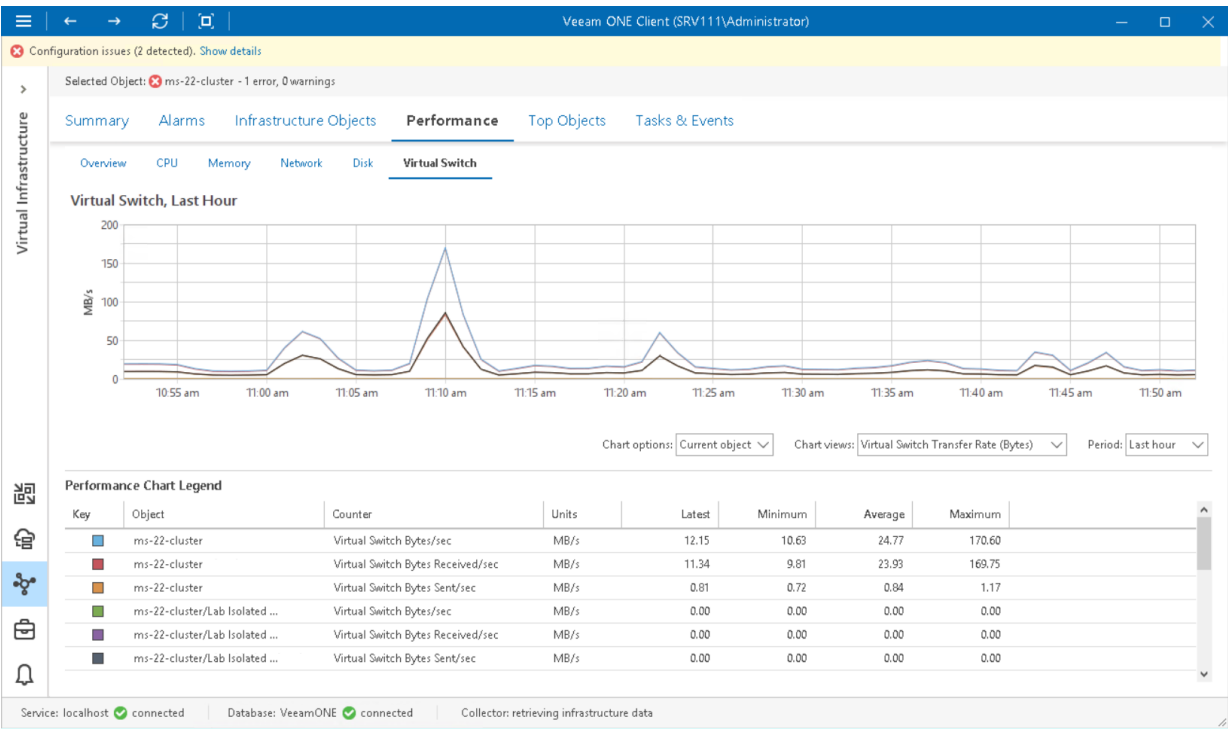 Veeam ONE Client (SRV111\Administrator)
Configuration issues (2 detected). Show details
Selected Object: ms-22-cluster - 1 error, 0 warnings
Virtual Infrastructure
Summary Alarms Infrastructure Objects Performance Top Objects Tasks & Events
Overview CPU Memory Network Disk Virtual Switch
Virtual Switch, Last Hour
MB/s
200
150
100
50
0
10:55 am 11:00 am 11:05 am 11:10 am 11:15 am 11:20 am 11:25 am 11:30 am 11:35 am 11:40 am 11:45 am 11:50 am
Chart options: Current object Chart views: Virtual Switch Transfer Rate (Bytes) Period: Last hour
Performance Chart Legend
Key Object Counter Units Latest Minimum Average Maximum
ms-22-cluster Virtual Switch Bytes/sec MB/s 12.15 10.63 24.77 170.60
ms-22-cluster Virtual Switch Bytes Received/sec MB/s 11.34 9.81 23.93 169.75
ms-22-cluster Virtual Switch Bytes Sent/sec MB/s 0.81 0.72 0.84 1.17
ms-22-cluster/Lab Isolated ... Virtual Switch Bytes/sec MB/s 0.00 0.00 0.00 0.00
ms-22-cluster/Lab Isolated ... Virtual Switch Bytes Received/sec MB/s 0.00 0.00 0.00 0.00
ms-22-cluster/Lab Isolated ... Virtual Switch Bytes Sent/sec MB/s 0.00 0.00 0.00 0.00
Service: localhost connected Database: VeeamONE connected Collector: retrieving infrastructure data